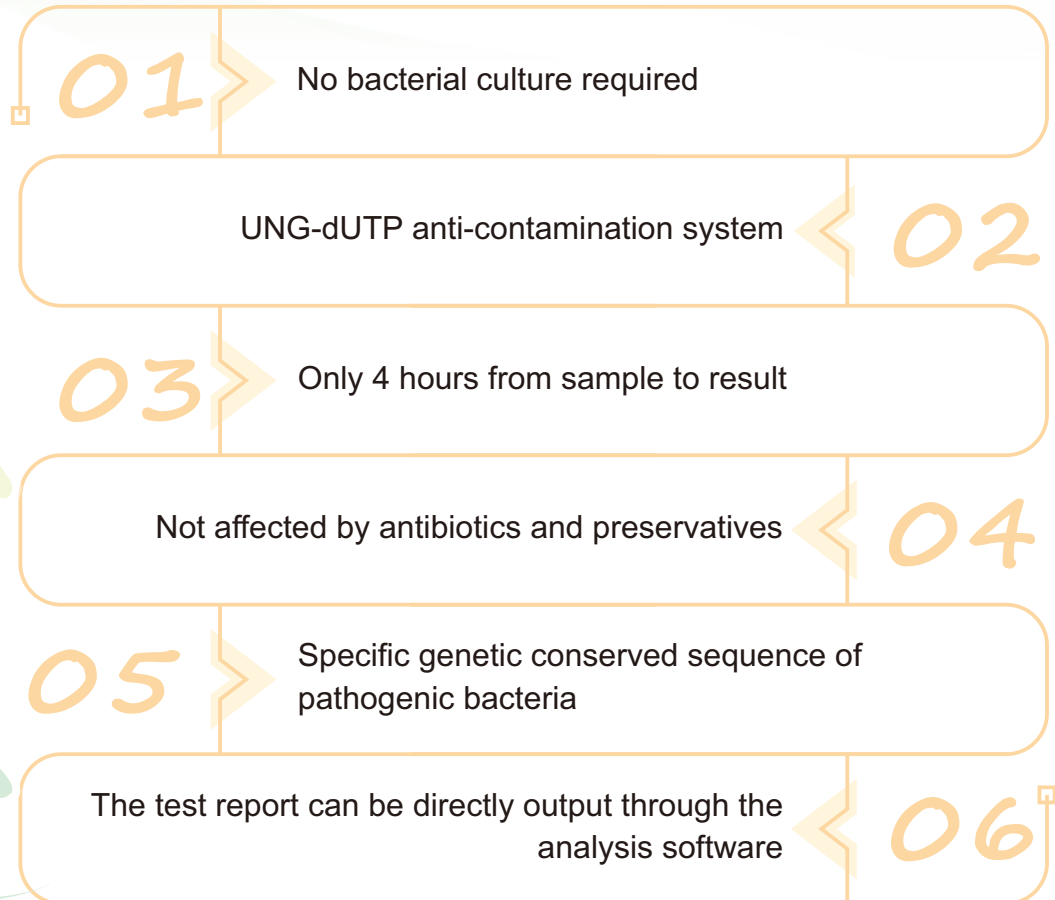 01
No bacterial culture required
UNG-dUTP anti-contamination system
02
03
Only 4 hours from sample to result
Not affected by antibiotics and preservatives
04
05
Specific genetic conserved sequence of
pathogenic bacteria
The test report can be directly output through the
analysis software
06